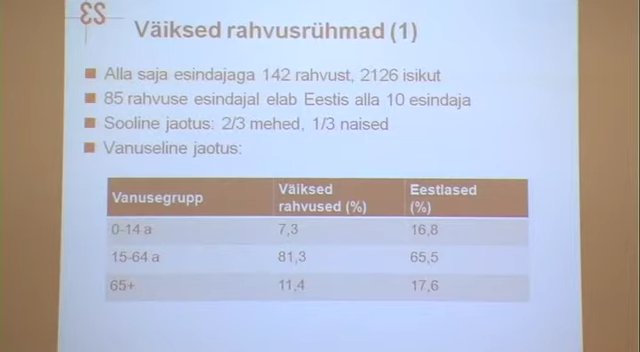 ES
Väiksed rahvusrühmad (1)
Alla saja esindajaga 142 rahvust, 2126 isikut
85 rahvuse esindajal elab Eestis alla 10 esindaja
Sooline jaotus: 2/3 mehed, 1/3 naised
Vanuseline jaotus:
Vanusegrupp Väiksed rahvused (%) Eestlased (%)
0-14 a 7,3 16,8
15-64 a 81,3 65,5
65+ 11,4 17,6